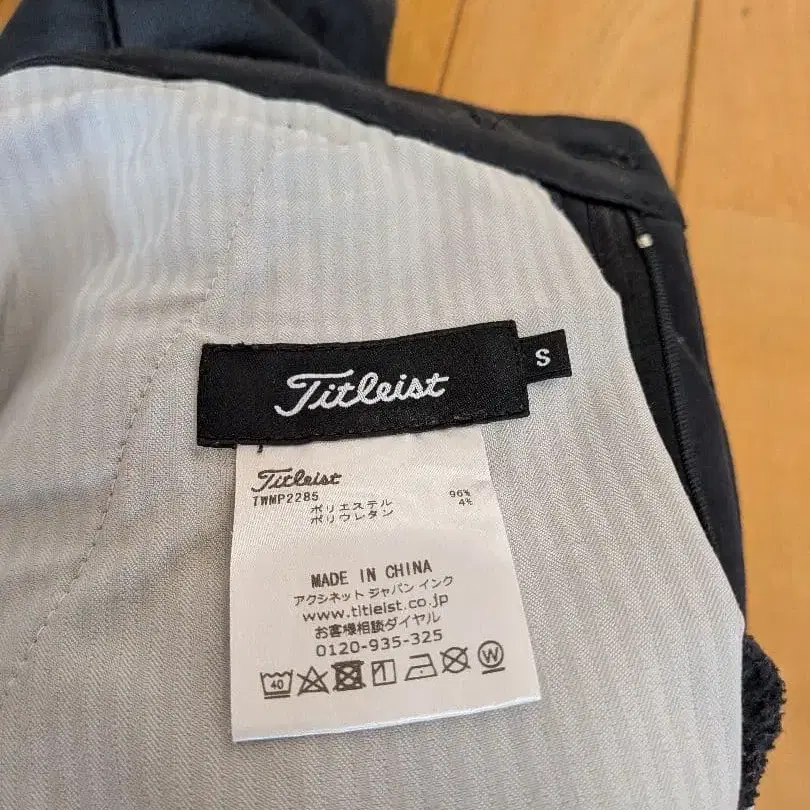 Titleist
S
Titleist
TWMP2285
ポリエステル 96%
ポリウレタン 4%
MADE IN CHINA
アクシネット ジャパン インク
www.titleist.co.jp
お客様相談ダイヤル
0120-935-325
40
W